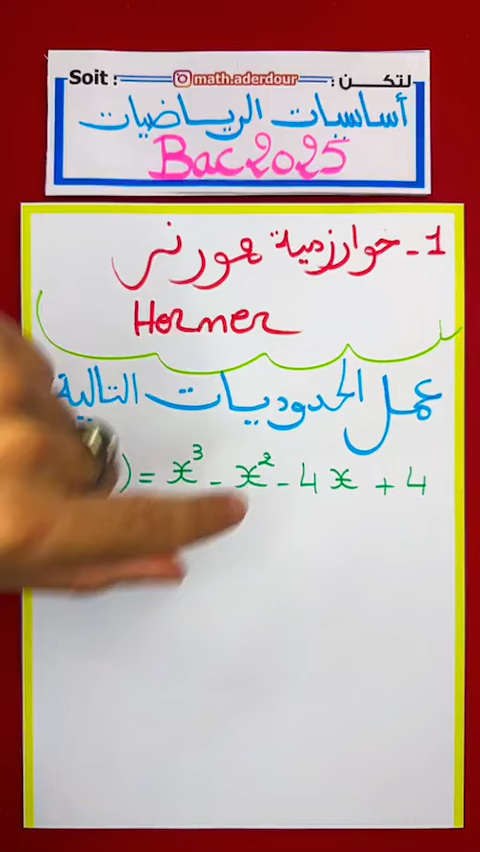 Soit : math.aderdour لتكن :
أساسيات الرياضيات
Bac2025
1- خوارزمية هورنر
Horner
عمل الحدوديات التالية
) = x³ - x² - 4x + 4